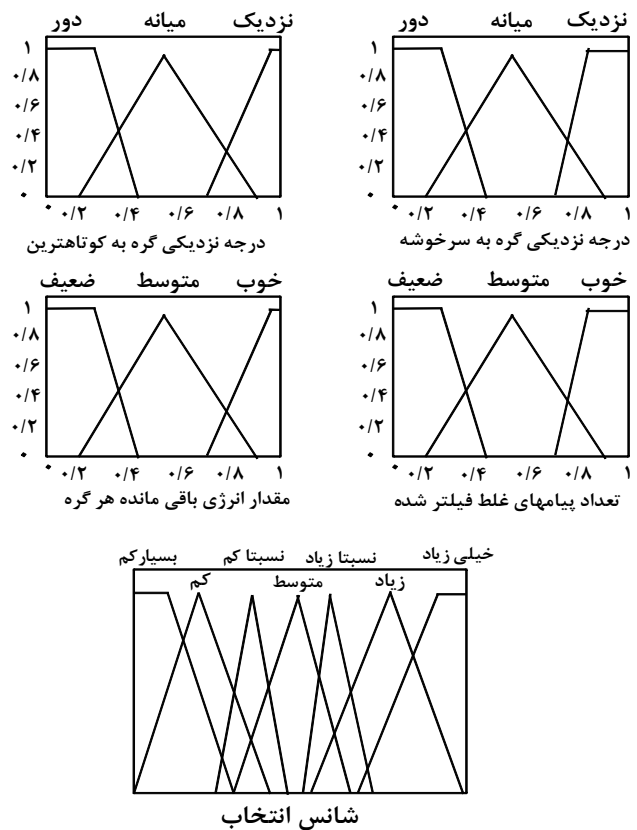 دور میانه نزدیک
۱
۰/۸
۰/۶
۰/۴
۰/۲
۰
۰ ۰/۲ ۰/۴ ۰/۶ ۰/۸ ۱
درجه نزدیکی گره به کوتاهترین
دور میانه نزدیک
۱
۰/۸
۰/۶
۰/۴
۰/۲
۰
۰ ۰/۲ ۰/۴ ۰/۶ ۰/۸ ۱
درجه نزدیکی گره به سرخوشه
ضعیف متوسط خوب
۱
۰/۸
۰/۶
۰/۴
۰/۲
۰
۰ ۰/۲ ۰/۴ ۰/۶ ۰/۸ ۱
مقدار انرژی باقی مانده هر گره
ضعیف متوسط خوب
۱
۰/۸
۰/۶
۰/۴
۰/۲
۰
۰ ۰/۲ ۰/۴ ۰/۶ ۰/۸ ۱
تعداد پیامهای غلط فیلتر شده
بسیارکم نسبتا کم نسبتا زیاد خیلی زیاد
کم متوسط زیاد
شانس انتخاب